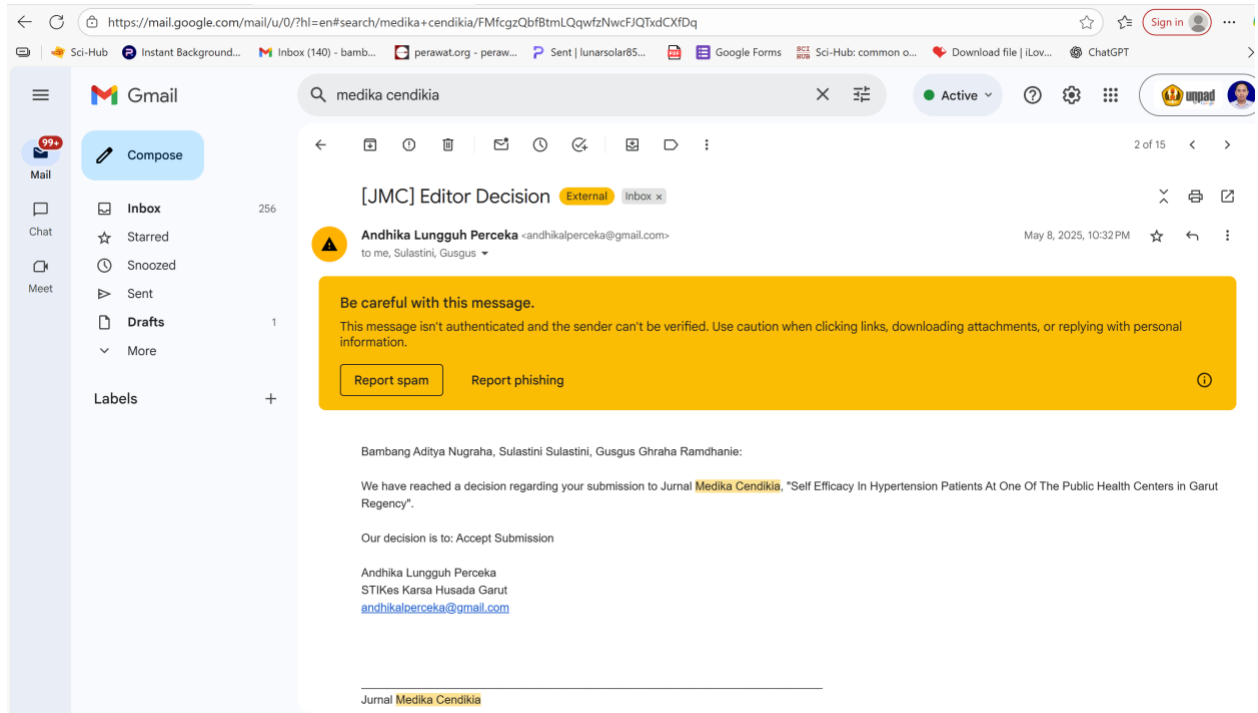 https://mail.google.com/mail/u/0/?hl=en#search/medika+cendikia/FMfcgzQbfBtmLQqwfzNwcFJQTxdCXfDq
Sign in
Sci-Hub
Instant Background...
Inbox (140) - bamb...
perawat.org - peraw...
Sent | lunarsolar85...
Google Forms
Sci-Hub: common o...
Download file | iLov...
ChatGPT
Gmail
medika cendikia
Active
unpad
99+
Mail
Chat
Meet
Compose
Inbox 256
Starred
Snoozed
Sent
Drafts 1
More
Labels
2 of 15
[JMC] Editor Decision External Inbox x
Andhika Lungguh Perceka <andhikalperceka@gmail.com> May 8, 2025, 10:32 PM
to me, Sulastini, Gusgus
Be careful with this message.
This message isn't authenticated and the sender can't be verified. Use caution when clicking links, downloading attachments, or replying with personal
information.
Report spam Report phishing
Bambang Aditya Nugraha, Sulastini Sulastini, Gusgus Ghraha Ramdhanie:
We have reached a decision regarding your submission to Jurnal Medika Cendikia, "Self Efficacy In Hypertension Patients At One Of The Public Health Centers in Garut
Regency".
Our decision is to: Accept Submission
Andhika Lungguh Perceka
STIKes Karsa Husada Garut
andhikalperceka@gmail.com
Jurnal Medika Cendikia